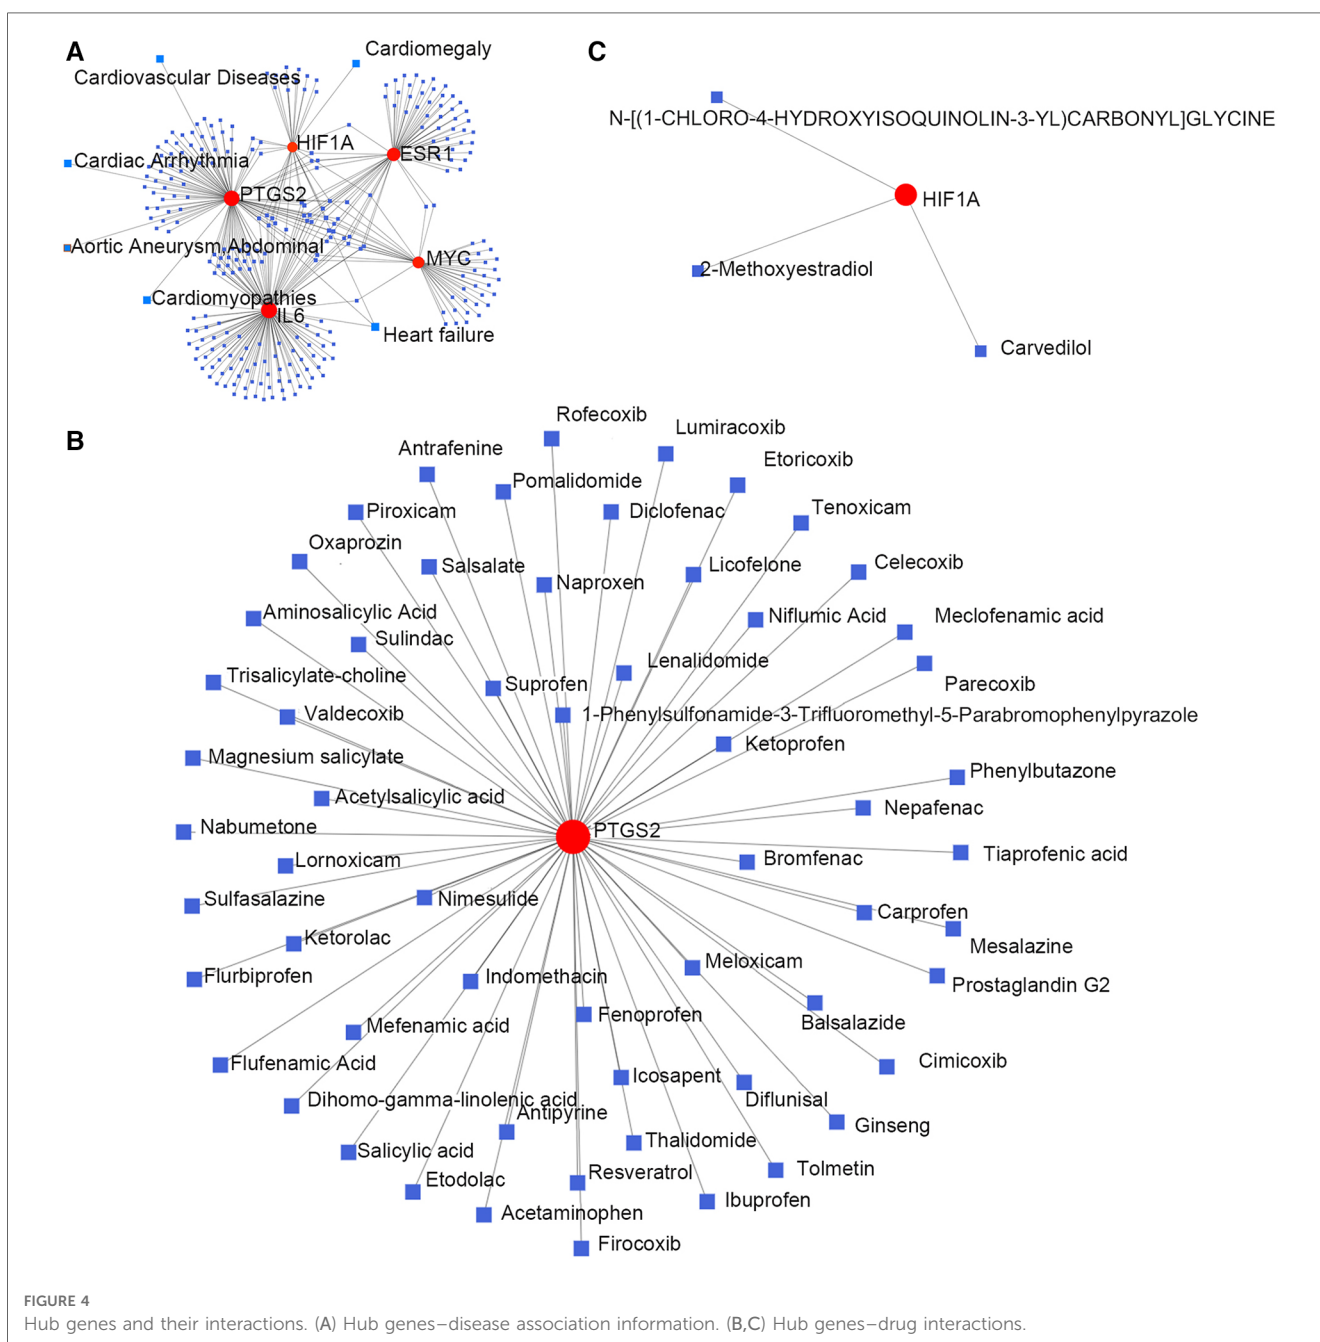 A
Cardiomegaly
Cardiovascular Diseases
HIF1A
ESR1
Cardiac Arrhythmia
PTGS2
Aortic Aneurysm Abdominal
MYC
Cardiomyopathies
IL6
Heart failure
C
N-[(1-CHLORO-4-HYDROXYISOQUINOLIN-3-YL)CARBONYL]GLYCINE
HIF1A
2-Methoxyestradiol
Carvedilol
B
Rofecoxib
Lumiracoxib
Antrafenine
Etoricoxib
Pomalidomide
Piroxicam
Diclofenac
Tenoxicam
Oxaprozin
Salsalate
Licofelone
Celecoxib
Naproxen
Aminosalicylic Acid
Niflumic Acid
Meclofenamic acid
Sulindac
Lenalidomide
Trisalicylate-choline
Suprofen
Parecoxib
Valdecoxib
1-Phenylsulfonamide-3-Trifluoromethyl-5-Parabromophenylpyrazole
Ketoprofen
Magnesium salicylate
Phenylbutazone
Acetylsalicylic acid
Nepafenac
Nabumetone
PTGS2
Lornoxicam
Bromfenac
Tiaprofenic acid
Sulfasalazine
Nimesulide
Carprofen
Ketorolac
Mesalazine
Flurbiprofen
Indomethacin
Meloxicam
Prostaglandin G2
Mefenamic acid
Fenoprofen
Balsalazide
Flufenamic Acid
Icosapent
Cimicoxib
Dihomo-gamma-linolenic acid
Diflunisal
Antipyrine
Ginseng
Salicylic acid
Thalidomide
Etodolac
Resveratrol
Tolmetin
Acetaminophen
Ibuprofen
Firocoxib
FIGURE 4
Hub genes and their interactions. (A) Hub genes–disease association information. (B,C) Hub genes–drug interactions.